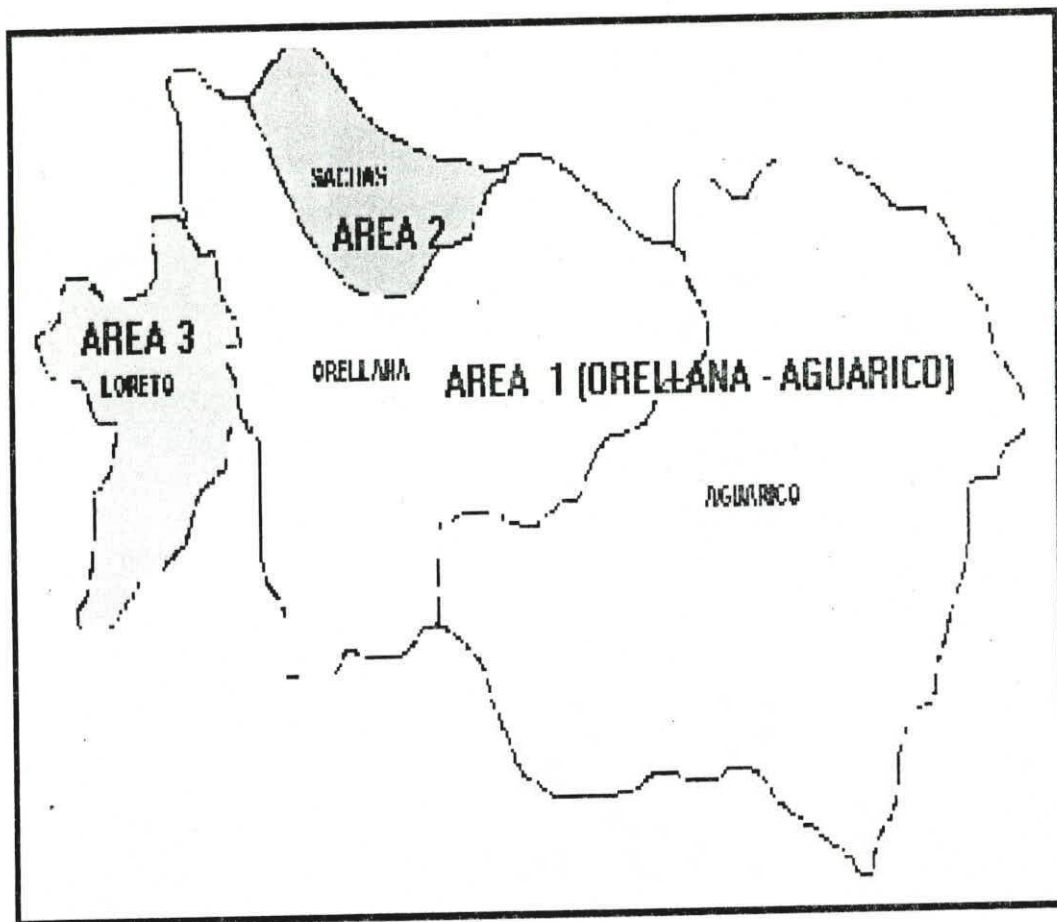 SACHAS
AREA 2
AREA 3
LORETO
ORELLANA
AREA 1 (ORELLANA - AGUARICO)
AGUARICO